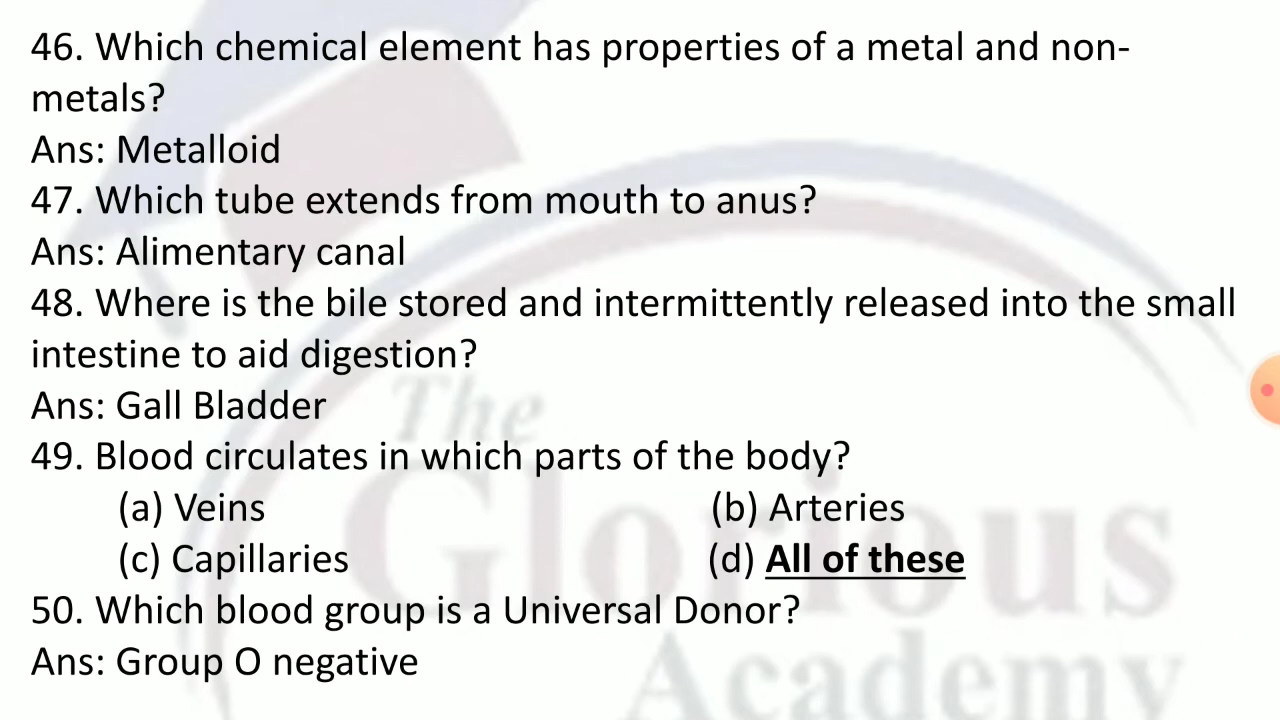 46. Which chemical element has properties of a metal and non-
metals?
Ans: Metalloid
47. Which tube extends from mouth to anus?
Ans: Alimentary canal
48. Where is the bile stored and intermittently released into the small
intestine to aid digestion?
Ans: Gall Bladder
49. Blood circulates in which parts of the body?
(a) Veins (b) Arteries
(c) Capillaries (d) All of these
50. Which blood group is a Universal Donor?
Ans: Group O negative
The
Glorious
Academy